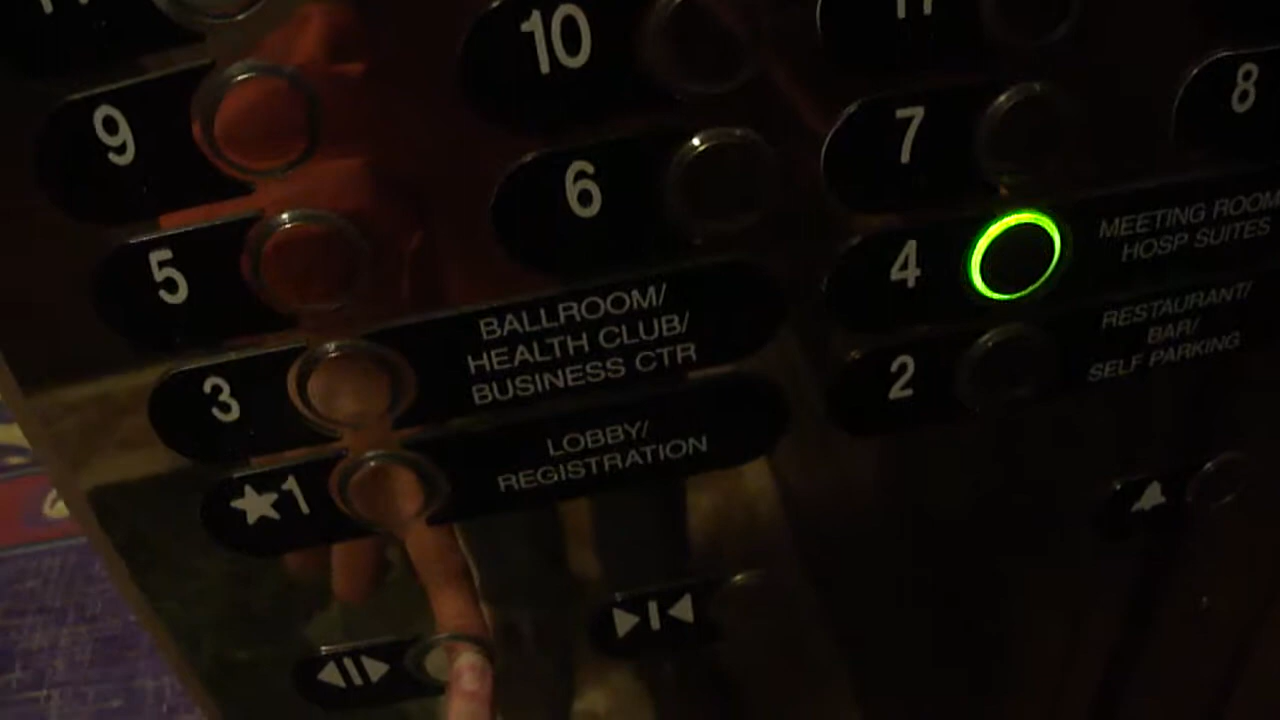 9
10
11
5
6
7
8
3
BALLROOM/
HEALTH CLUB/
BUSINESS CTR
4
MEETING ROOM
HOSP SUITES
★1
LOBBY/
REGISTRATION
2
RESTAURANT/
BAR/
SELF PARKING